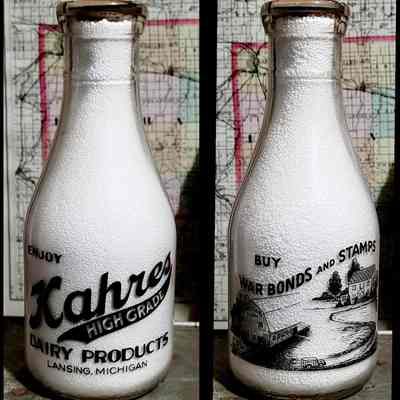 ENJOY
Kahres
HIGH GRADE
DAIRY PRODUCTS
LANSING, MICHIGAN
BUY
WAR BONDS AND STAMPS